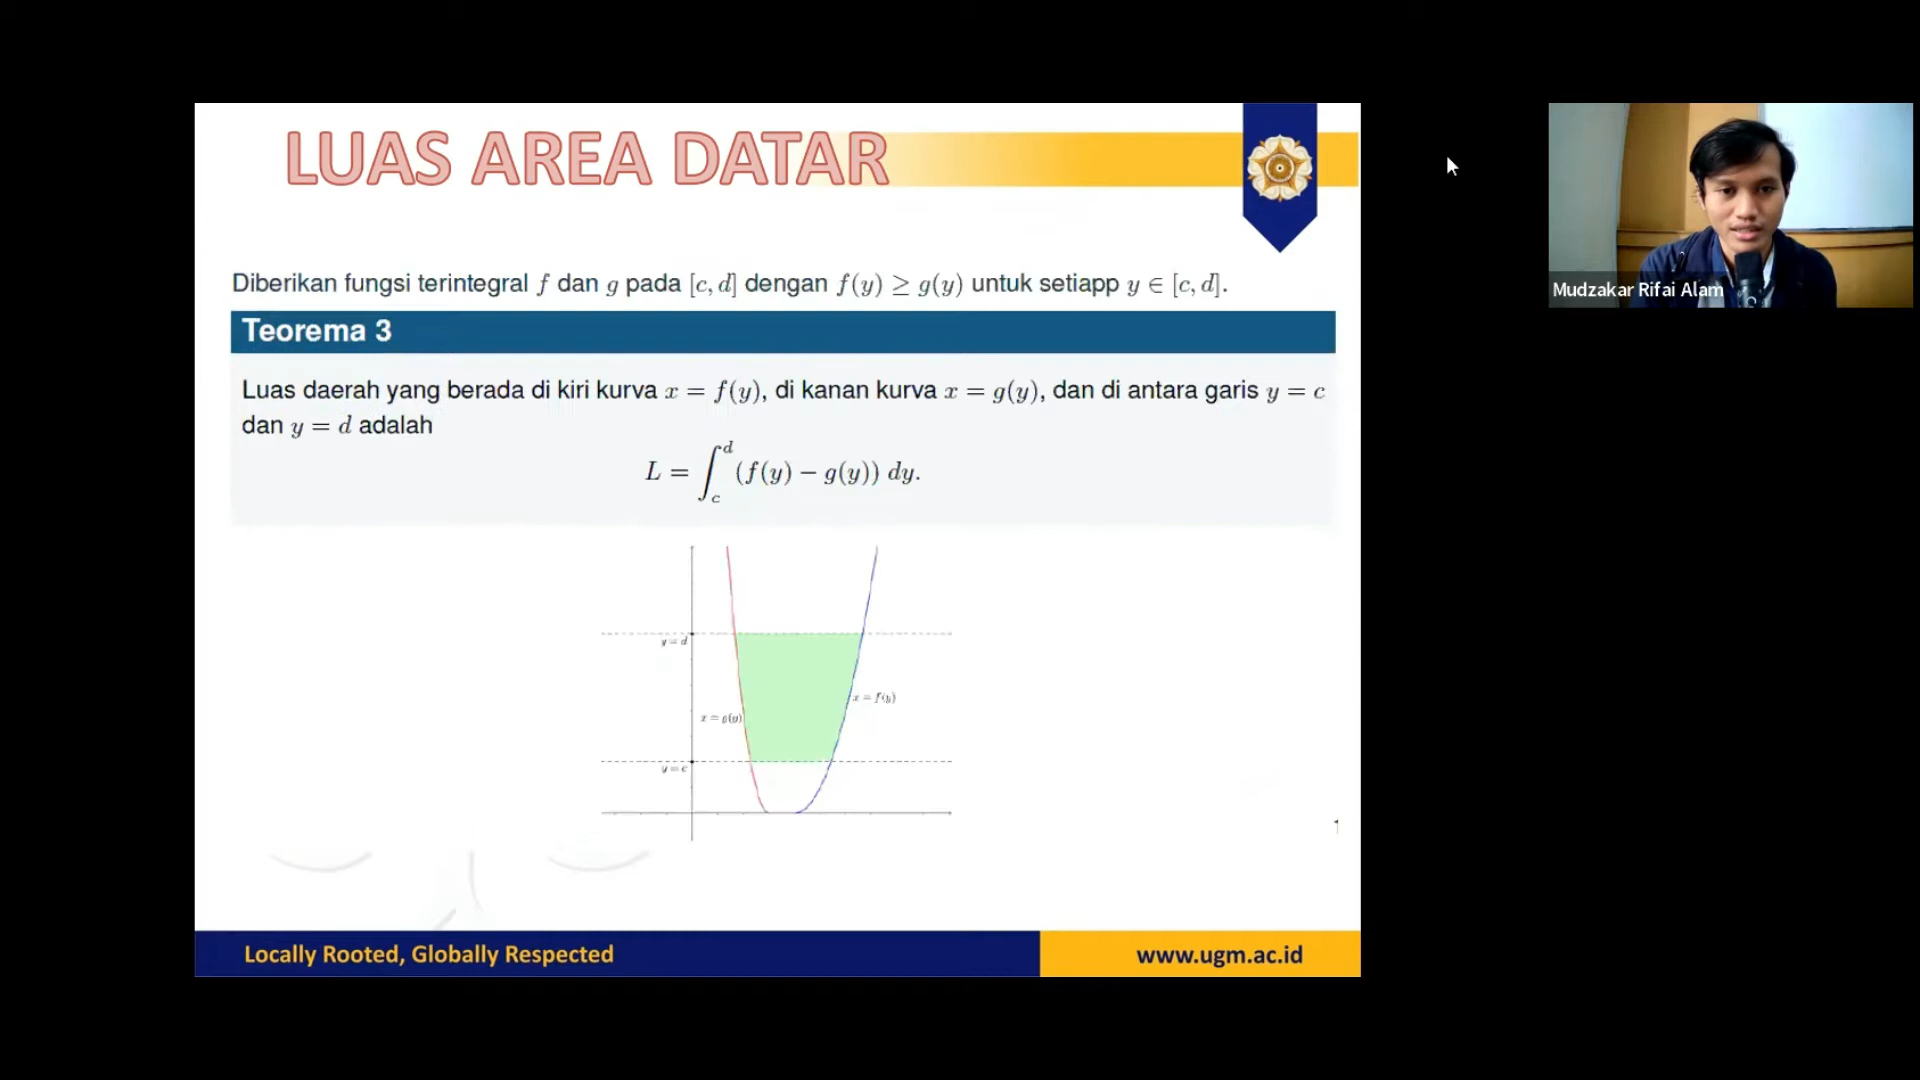 LUAS AREA DATAR
Diberikan fungsi terintegral f dan g pada [c, d] dengan f(y) ≥ g(y) untuk setiapp y ∈ [c, d].
Teorema 3
Luas daerah yang berada di kiri kurva x = f(y), di kanan kurva x = g(y), dan di antara garis y = c
dan y = d adalah
L = ∫_c^d (f(y) − g(y)) dy.
y = d
x = f(y)
x = g(y)
y = c
1
Locally Rooted, Globally Respected
www.ugm.ac.id
Mudzakar Rifai Alam